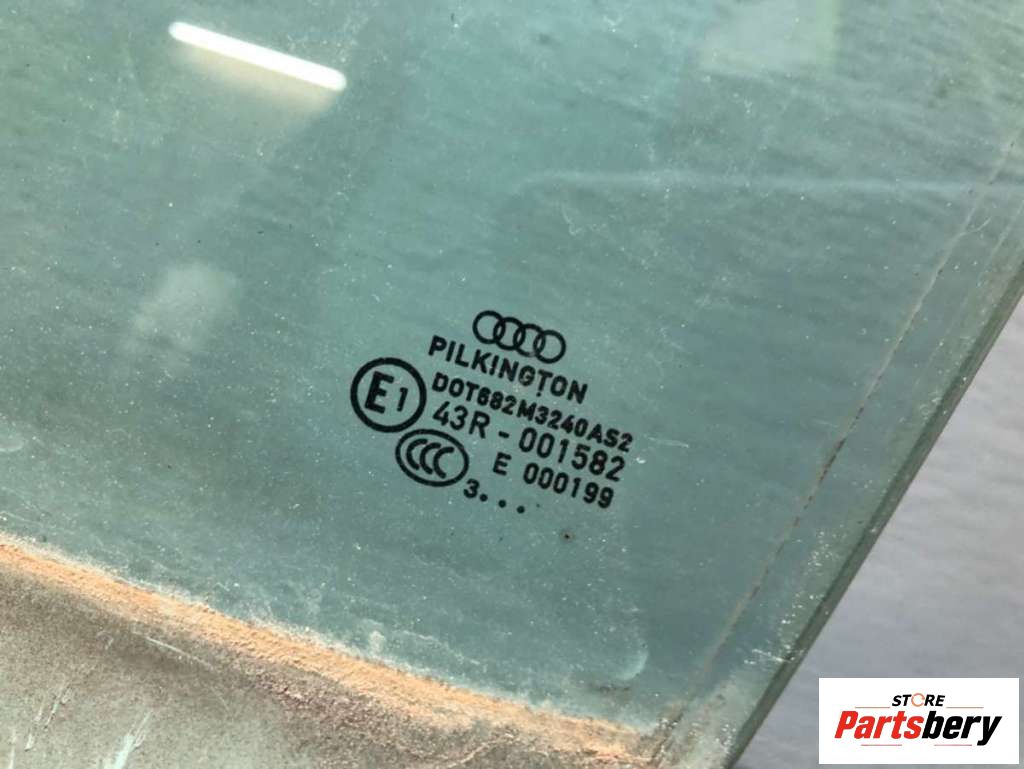 PILKINGTON
DOT682M3240AS2
E1
43R - 001582
CCC
E 000199
3....
STORE
Partsbery